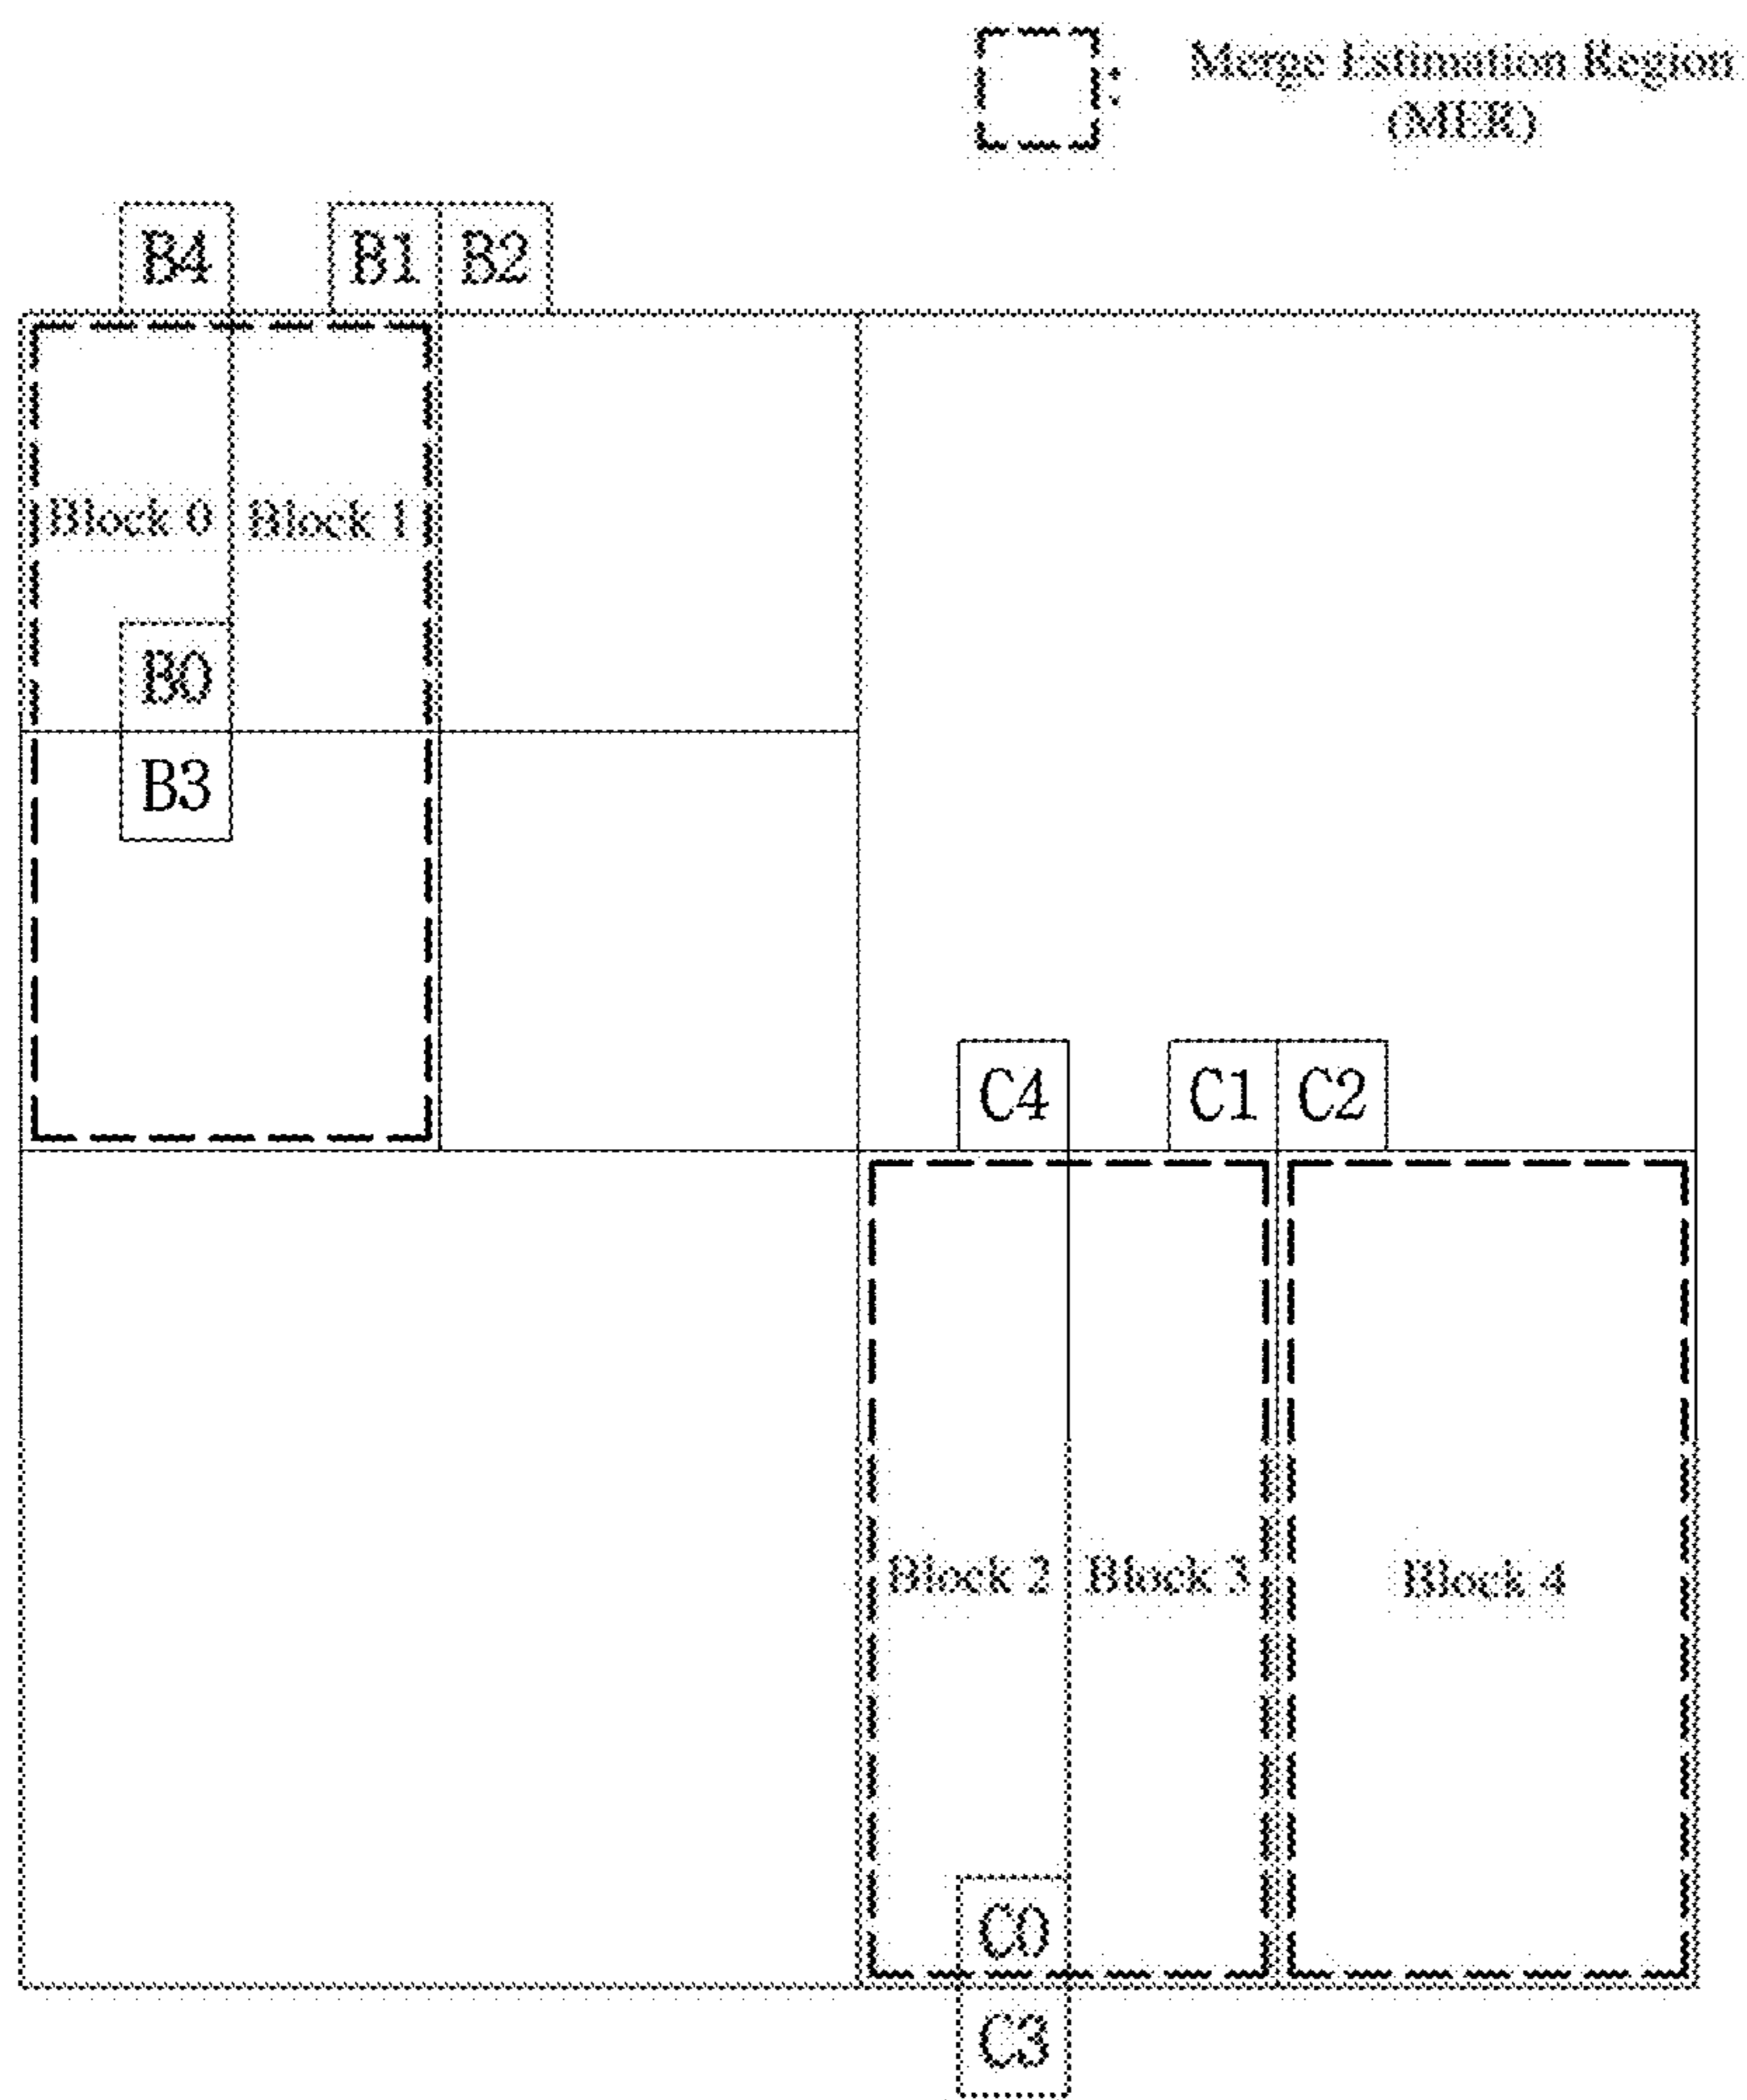 : Merge Estimation Region
(MER)
B4 B1 B2
Block 0 Block 1
B0
B3
C4 C1 C2
Block 2 Block 3 Block 4
C0
C3